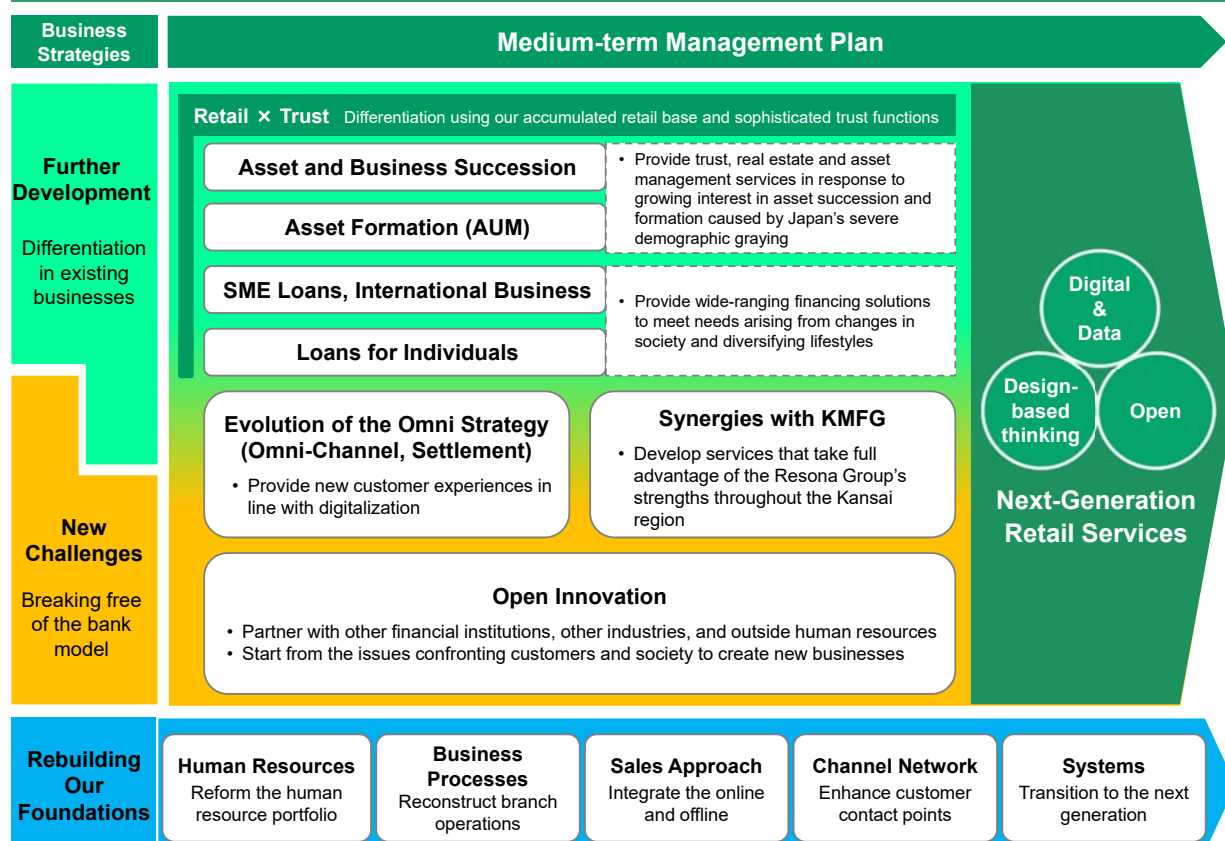 Business
Strategies
Medium-term Management Plan
Further
Development
Differentiation
in existing
businesses
Retail × Trust Differentiation using our accumulated retail base and sophisticated trust functions
Asset and Business Succession
Asset Formation (AUM)
• Provide trust, real estate and asset
management services in response to
growing interest in asset succession and
formation caused by Japan's severe
demographic graying
SME Loans, International Business
Loans for Individuals
• Provide wide-ranging financing solutions
to meet needs arising from changes in
society and diversifying lifestyles
New
Challenges
Breaking free
of the bank
model
Evolution of the Omni Strategy
(Omni-Channel, Settlement)
• Provide new customer experiences in
line with digitalization
Synergies with KMFG
• Develop services that take full
advantage of the Resona Group's
strengths throughout the Kansai
region
Open Innovation
• Partner with other financial institutions, other industries, and outside human resources
• Start from the issues confronting customers and society to create new businesses
Digital
&
Data
Design-
based
thinking
Open
Next-Generation
Retail Services
Rebuilding
Our
Foundations
Human Resources
Reform the human
resource portfolio
Business
Processes
Reconstruct branch
operations
Sales Approach
Integrate the online
and offline
Channel Network
Enhance customer
contact points
Systems
Transition to the next
generation